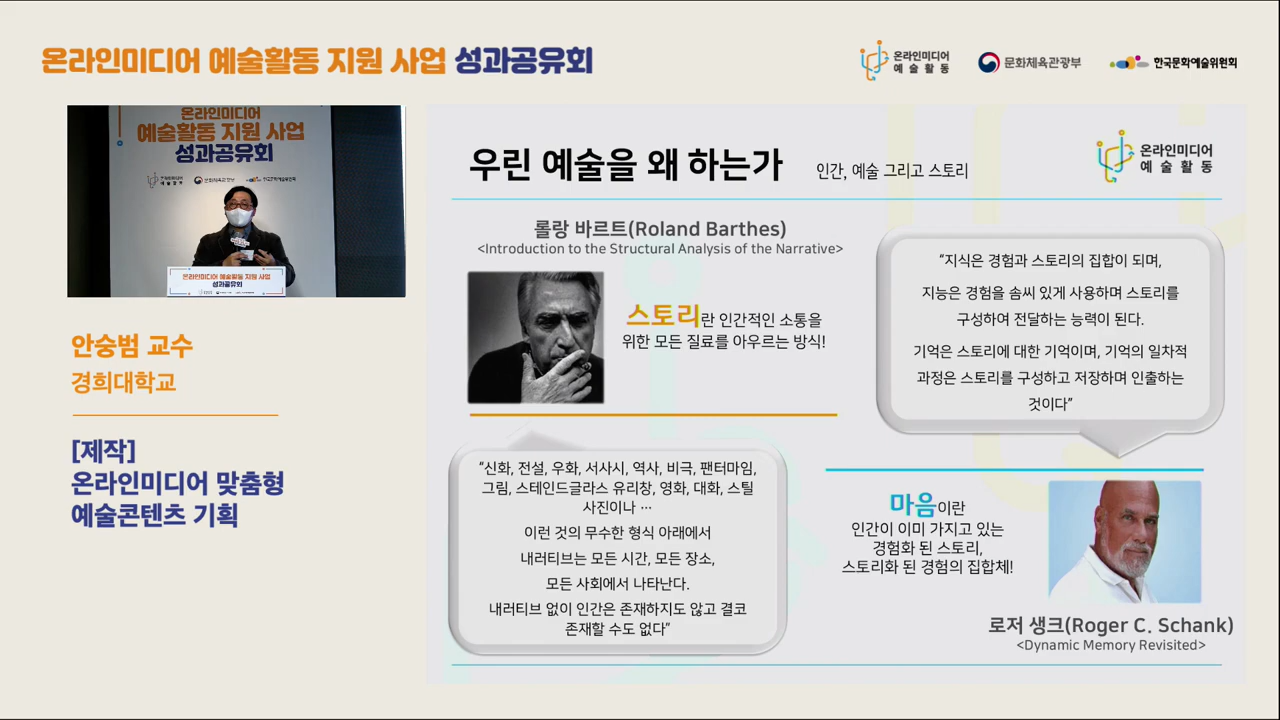 온라인미디어 예술활동 지원 사업 성과공유회
온라인미디어
예술활동
문화체육관광부
한국문화예술위원회
온라인미디어
예술활동 지원 사업
성과공유회
문화체육관광부
한국문화예술위원회
온라인미디어 예술활동 지원 사업
성과공유회
안숭범 교수
경희대학교
[제작]
온라인미디어 맞춤형
예술콘텐츠 기획
우린 예술을 왜 하는가
인간, 예술 그리고 스토리
온라인미디어
예술활동
롤랑 바르트(Roland Barthes)
<Introduction to the Structural Analysis of the Narrative>
스토리란 인간적인 소통을
위한 모든 질료를 아우르는 방식!
“신화, 전설, 우화, 서사시, 역사, 비극, 팬터마임,
그림, 스테인드글라스 유리창, 영화, 대화, 스틸
사진이나 …
이런 것의 무수한 형식 아래에서
내러티브는 모든 시간, 모든 장소,
모든 사회에서 나타난다.
내러티브 없이 인간은 존재하지도 않고 결코
존재할 수도 없다”
“지식은 경험과 스토리의 집합이 되며,
지능은 경험을 솜씨 있게 사용하며 스토리를
구성하여 전달하는 능력이 된다.
기억은 스토리에 대한 기억이며, 기억의 일차적
과정은 스토리를 구성하고 저장하며 인출하는
것이다”
마음이란
인간이 이미 가지고 있는
경험화 된 스토리,
스토리화 된 경험의 집합체!
로저 생크(Roger C. Schank)
<Dynamic Memory Revisited>